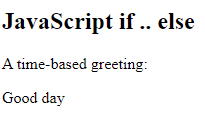 JavaScript if .. else
A time-based greeting:
Good day